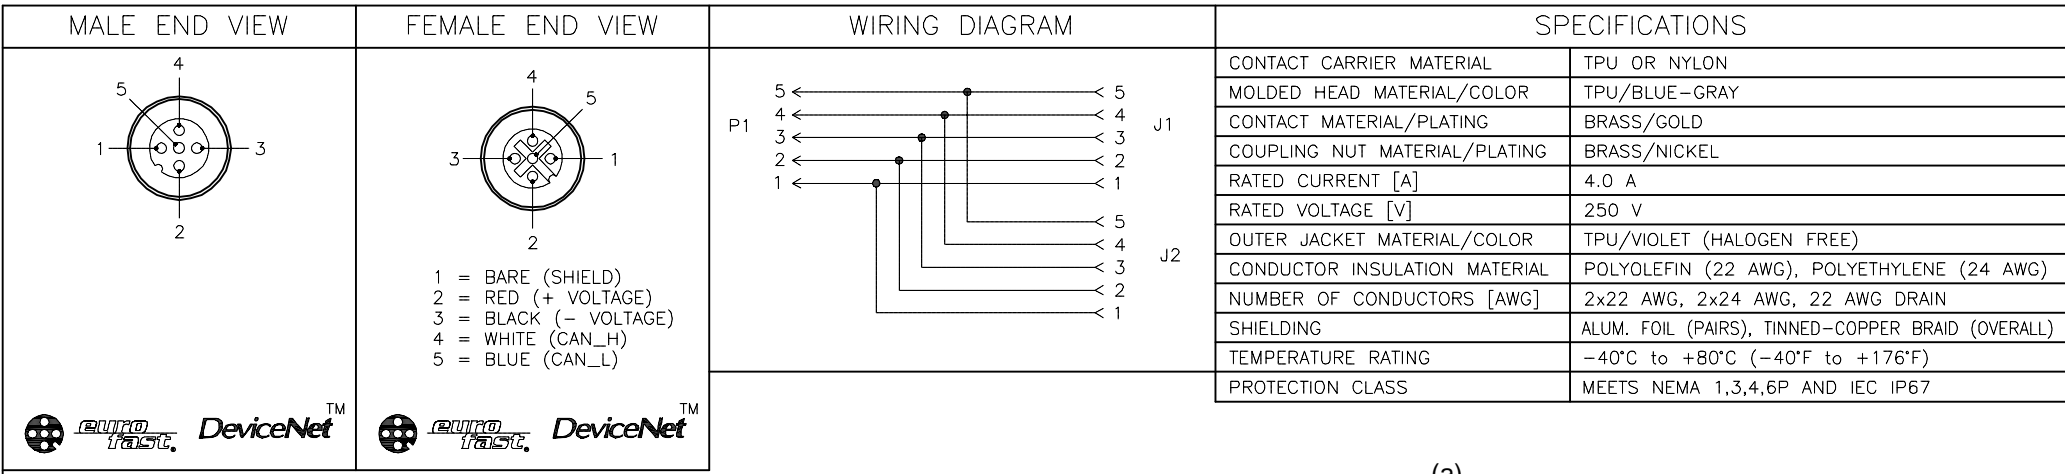 MALE END VIEW
4
5
1
3
2
FEMALE END VIEW
4
5
3
1
2
1 = BARE (SHIELD)
2 = RED (+ VOLTAGE)
3 = BLACK (- VOLTAGE)
4 = WHITE (CAN_H)
5 = BLUE (CAN_L)
euro fast. DeviceNet™
euro fast. DeviceNet™
WIRING DIAGRAM
5 5
4 4
P1 3 3 J1
2 2
1 1
5
4
3 J2
2
1
SPECIFICATIONS
CONTACT CARRIER MATERIAL TPU OR NYLON
MOLDED HEAD MATERIAL/COLOR TPU/BLUE-GRAY
CONTACT MATERIAL/PLATING BRASS/GOLD
COUPLING NUT MATERIAL/PLATING BRASS/NICKEL
RATED CURRENT [A] 4.0 A
RATED VOLTAGE [V] 250 V
OUTER JACKET MATERIAL/COLOR TPU/VIOLET (HALOGEN FREE)
CONDUCTOR INSULATION MATERIAL POLYOLEFIN (22 AWG), POLYETHYLENE (24 AWG)
NUMBER OF CONDUCTORS [AWG] 2x22 AWG, 2x24 AWG, 22 AWG DRAIN
SHIELDING ALUM. FOIL (PAIRS), TINNED-COPPER BRAID (OVERALL)
TEMPERATURE RATING -40°C to +80°C (-40°F to +176°F)
PROTECTION CLASS MEETS NEMA 1,3,4,6P AND IEC IP67